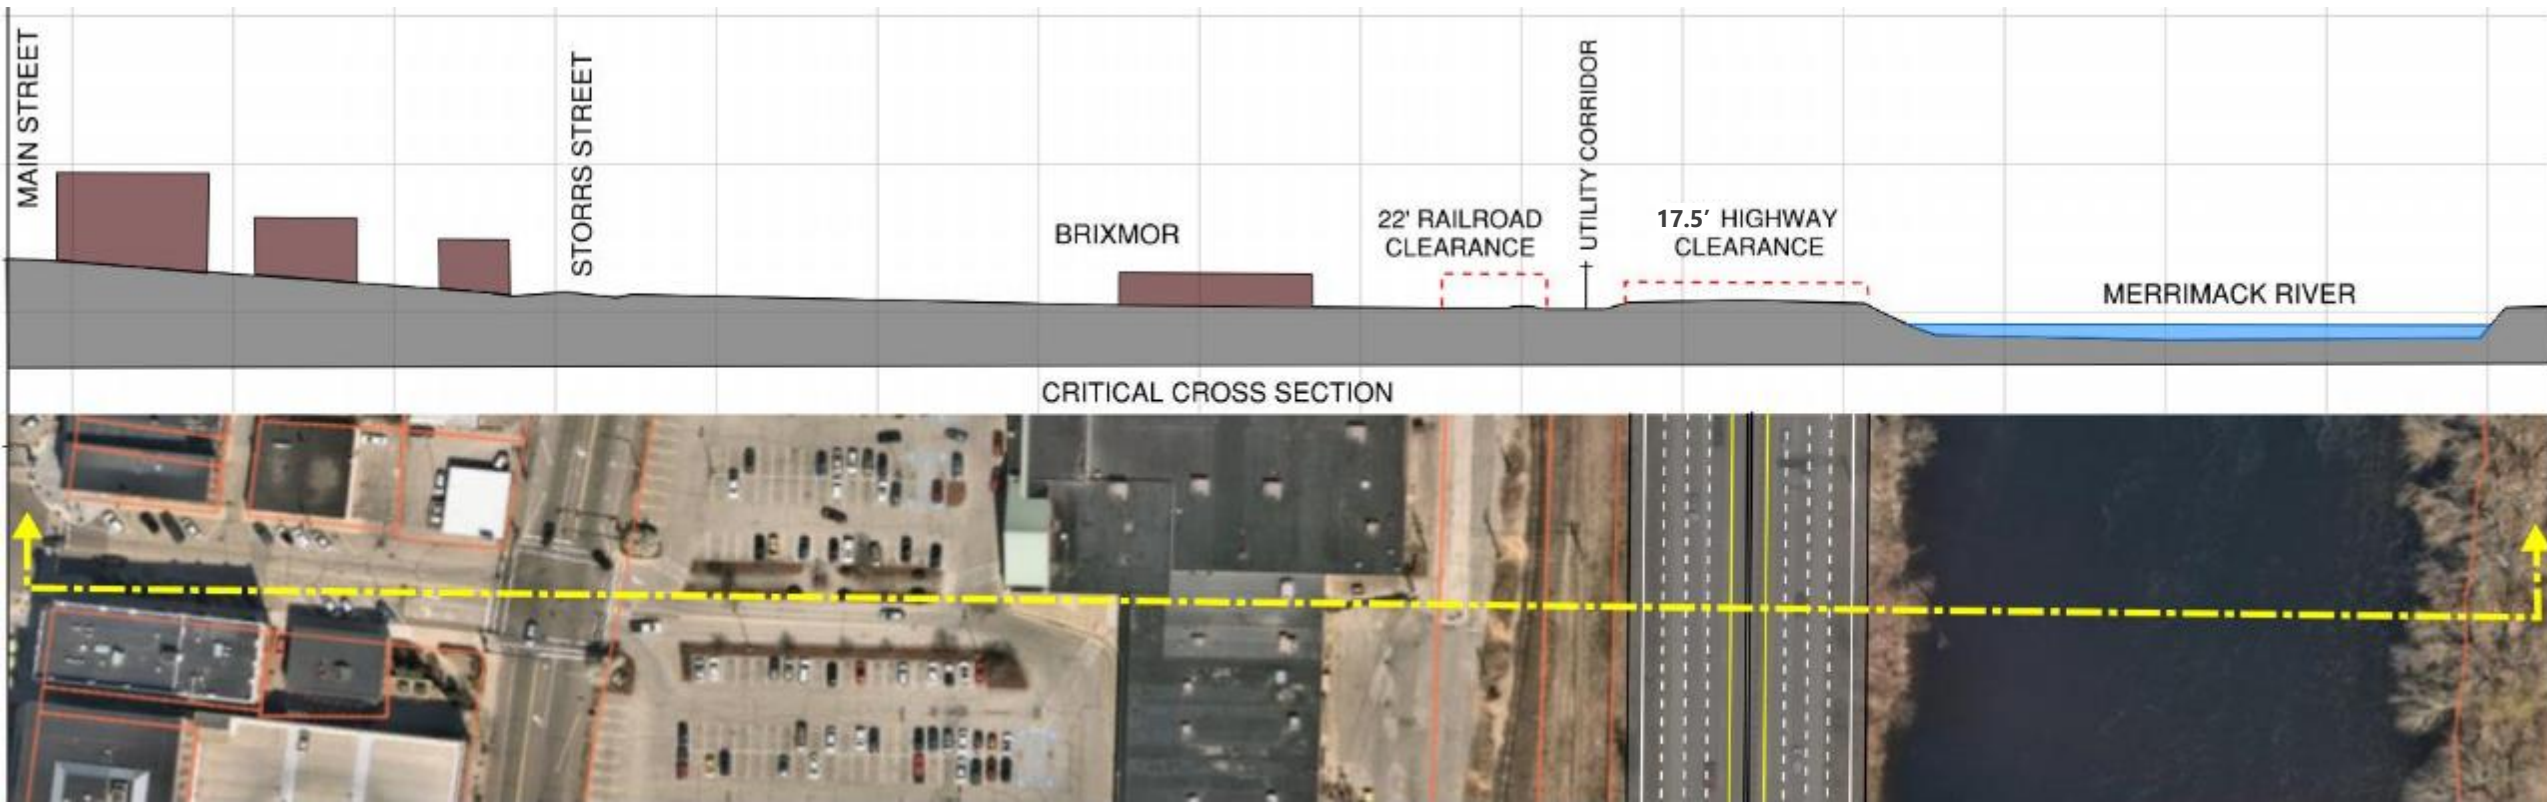 MAIN STREET
STORRS STREET
BRIXMOR
22' RAILROAD
CLEARANCE
UTILITY CORRIDOR
17.5’ HIGHWAY
CLEARANCE
MERRIMACK RIVER
CRITICAL CROSS SECTION